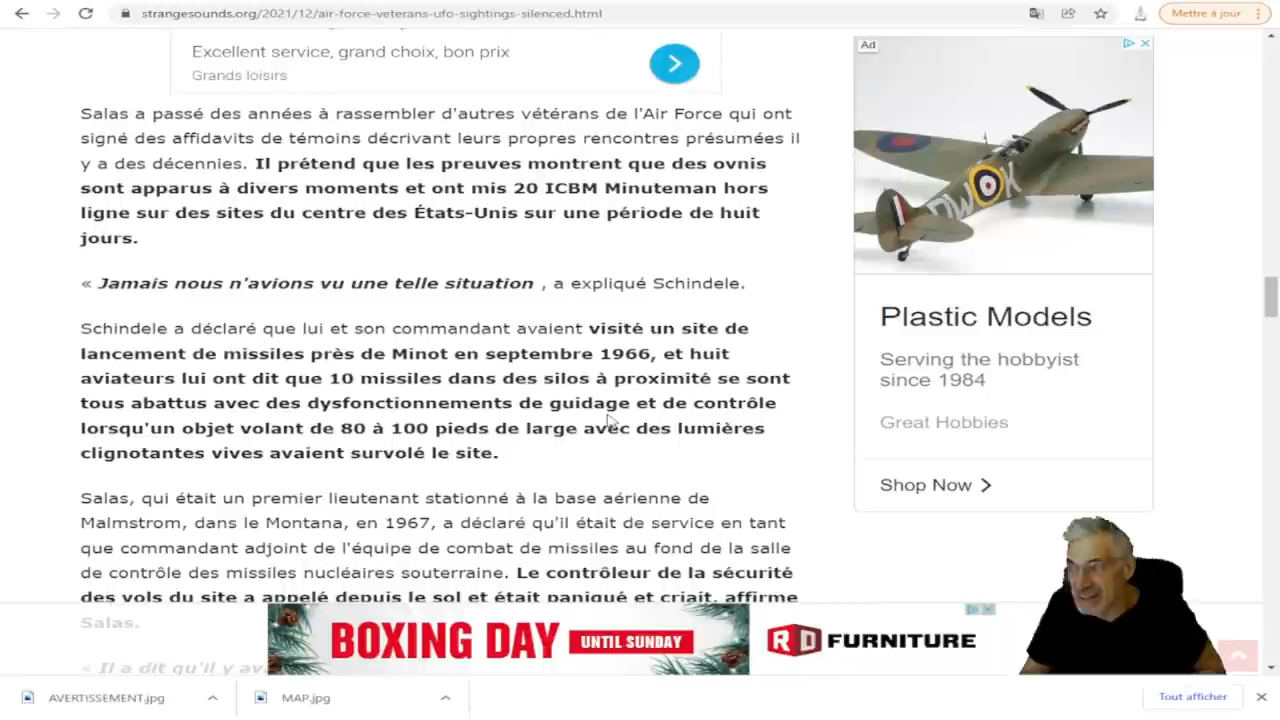 strangesounds.org/2021/12/air-force-veterans-ufo-sightings-silenced.html
Mettre à jour
Excellent service, grand choix, bon prix
Grands loisirs
Salas a passé des années à rassembler d'autres vétérans de l'Air Force qui ont
signé des affidavits de témoins décrivant leurs propres rencontres présumées il
y a des décennies. Il prétend que les preuves montrent que des ovnis
sont apparus à divers moments et ont mis 20 ICBM Minuteman hors
ligne sur des sites du centre des États-Unis sur une période de huit
jours.
« Jamais nous n'avions vu une telle situation , a expliqué Schindele.
Schindele a déclaré que lui et son commandant avaient visité un site de
lancement de missiles près de Minot en septembre 1966, et huit
aviateurs lui ont dit que 10 missiles dans des silos à proximité se sont
tous abattus avec des dysfonctionnements de guidage et de contrôle
lorsqu'un objet volant de 80 à 100 pieds de large avec des lumières
clignotantes vives avaient survolé le site.
Salas, qui était un premier lieutenant stationné à la base aérienne de
Malmstrom, dans le Montana, en 1967, a déclaré qu'il était de service en tant
que commandant adjoint de l'équipe de combat de missiles au fond de la salle
de contrôle des missiles nucléaires souterraine. Le contrôleur de la sécurité
des vols du site a appelé depuis le sol et était paniqué et criait, affirme
Salas.
« Il a dit qu'il y av
Ad
DW K
Plastic Models
Serving the hobbyist
since 1984
Great Hobbies
Shop Now
BOXING DAY UNTIL SUNDAY
RD FURNITURE
AVERTISSEMENT.jpg
MAP.jpg
Tout afficher